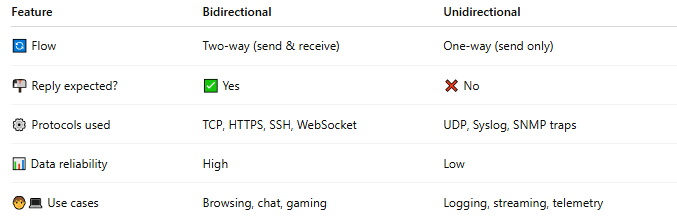 Feature Bidirectional Unidirectional
🔄 Flow Two-way (send & receive) One-way (send only)
📬 Reply expected? ✅ Yes ❌ No
⚙️ Protocols used TCP, HTTPS, SSH, WebSocket UDP, Syslog, SNMP traps
📊 Data reliability High Low
🧑‍💻 Use cases Browsing, chat, gaming Logging, streaming, telemetry